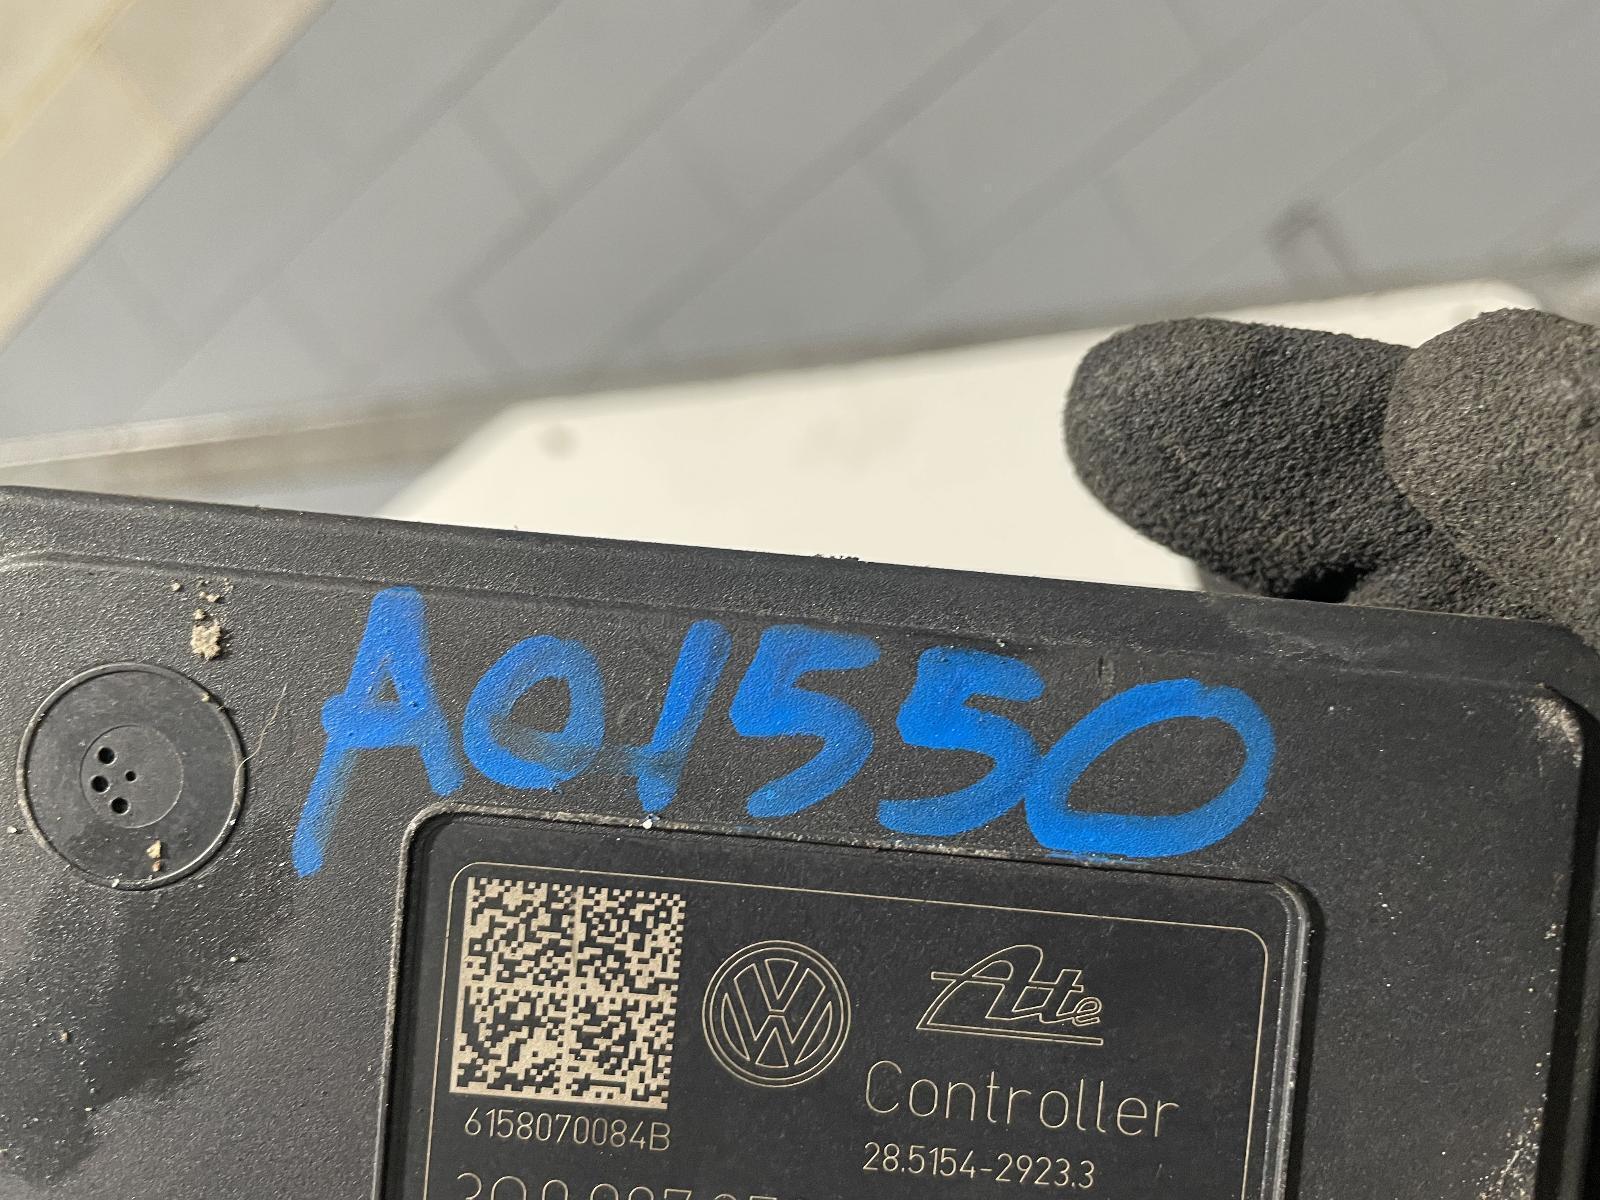 A01550
Ate
Controller
6158070084B
28.5154-2923.3